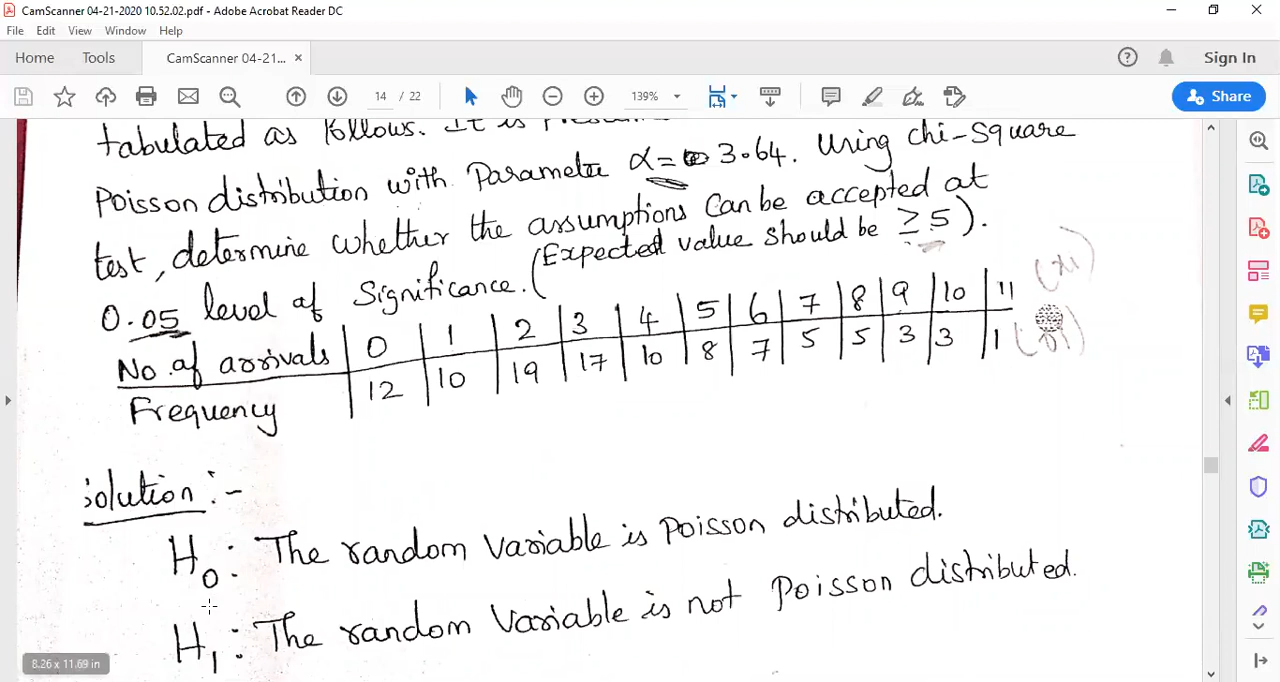 CamScanner 04-21-2020 10.52.02.pdf - Adobe Acrobat Reader DC
File Edit View Window Help
Home Tools CamScanner 04-21... × Sign In
14 / 22 139% Share
tabulated as follows. It is
Poisson distribution with Parameter α = 3.64. Using chi-Square
test, determine whether the assumptions can be accepted at
0.05 level of Significance. (Expected value should be ≥ 5).
No. of arrivals 0 1 2 3 4 5 6 7 8 9 10 11 (xi)
Frequency 12 10 19 17 10 8 7 5 5 3 3 1
Solution :-
H0 : The random variable is Poisson distributed.
H1 : The random Variable is not Poisson distributed.
8.26 x 11.69 in